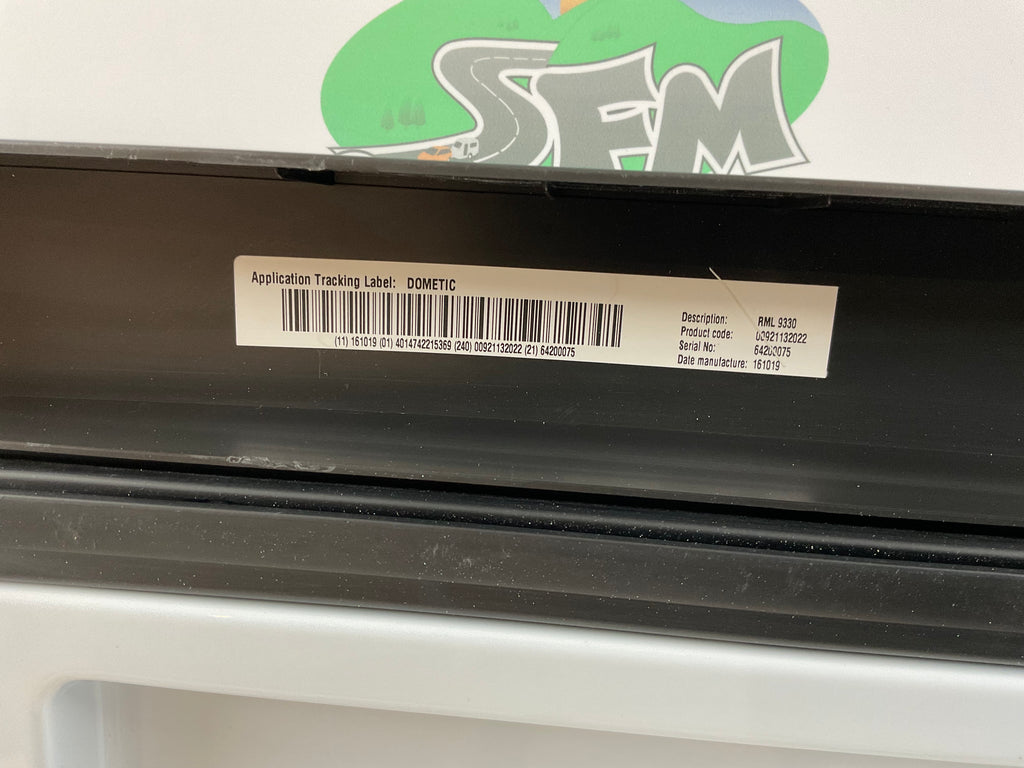 SFM
Application Tracking Label: DOMETIC
(11) 161019 (01) 4014742215369 (240) 00921132022 (21) 64200075
Description: RML 9330
Product code: 00921132022
Serial No: 64200075
Date manufacture: 161019